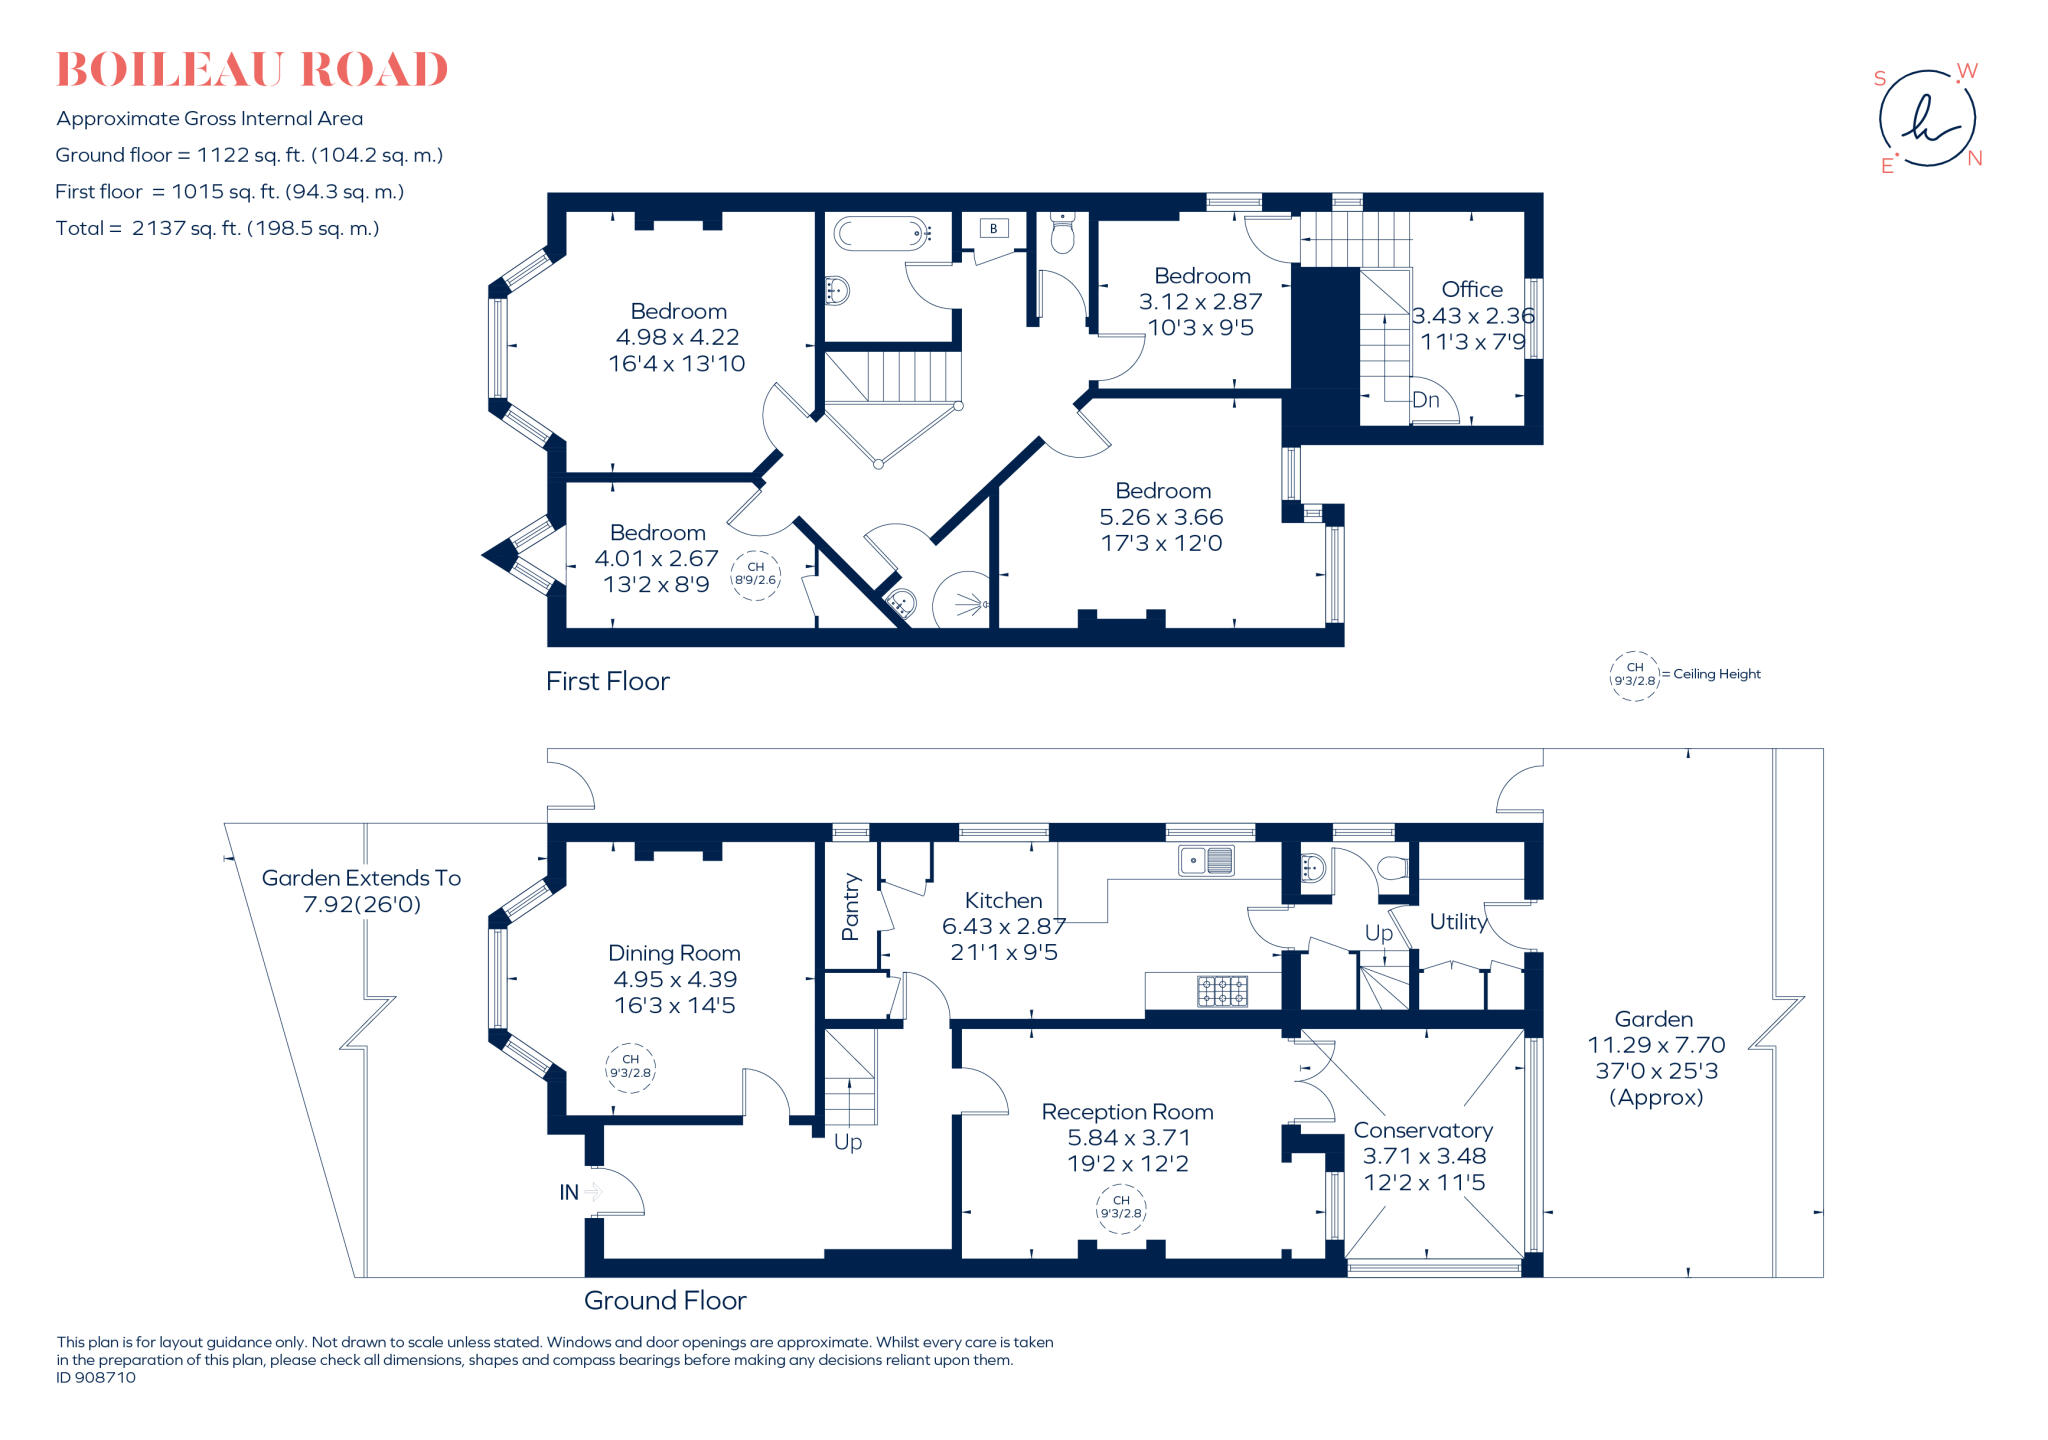 BOILEAU ROAD
Approximate Gross Internal Area
Ground floor = 1122 sq. ft. (104.2 sq. m.)
First floor = 1015 sq. ft. (94.3 sq. m.)
Total = 2137 sq. ft. (198.5 sq. m.)
S
W
E
N
B
Bedroom
4.98 x 4.22
16'4 x 13'10
Bedroom
3.12 x 2.87
10'3 x 9'5
Office
3.43 x 2.36
11'3 x 7'9
Dn
Bedroom
4.01 x 2.67
13'2 x 8'9
CH
8'9/2.6
Bedroom
5.26 x 3.66
17'3 x 12'0
First Floor
CH
9'3/2.8
= Ceiling Height
Garden Extends To
7.92(26'0)
Dining Room
4.95 x 4.39
16'3 x 14'5
CH
9'3/2.8
Pantry
Kitchen
6.43 x 2.87
21'1 x 9'5
Up
Utility
Up
IN
Reception Room
5.84 x 3.71
19'2 x 12'2
CH
9'3/2.8
Conservatory
3.71 x 3.48
12'2 x 11'5
Garden
11.29 x 7.70
37'0 x 25'3
(Approx)
Ground Floor
This plan is for layout guidance only. Not drawn to scale unless stated. Windows and door openings are approximate. Whilst every care is taken
in the preparation of this plan, please check all dimensions, shapes and compass bearings before making any decisions reliant upon them.
ID 908710